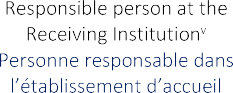 Responsible person at the
Receiving Institutionᵛ
Personne responsable dans
l’établissement d’accueil